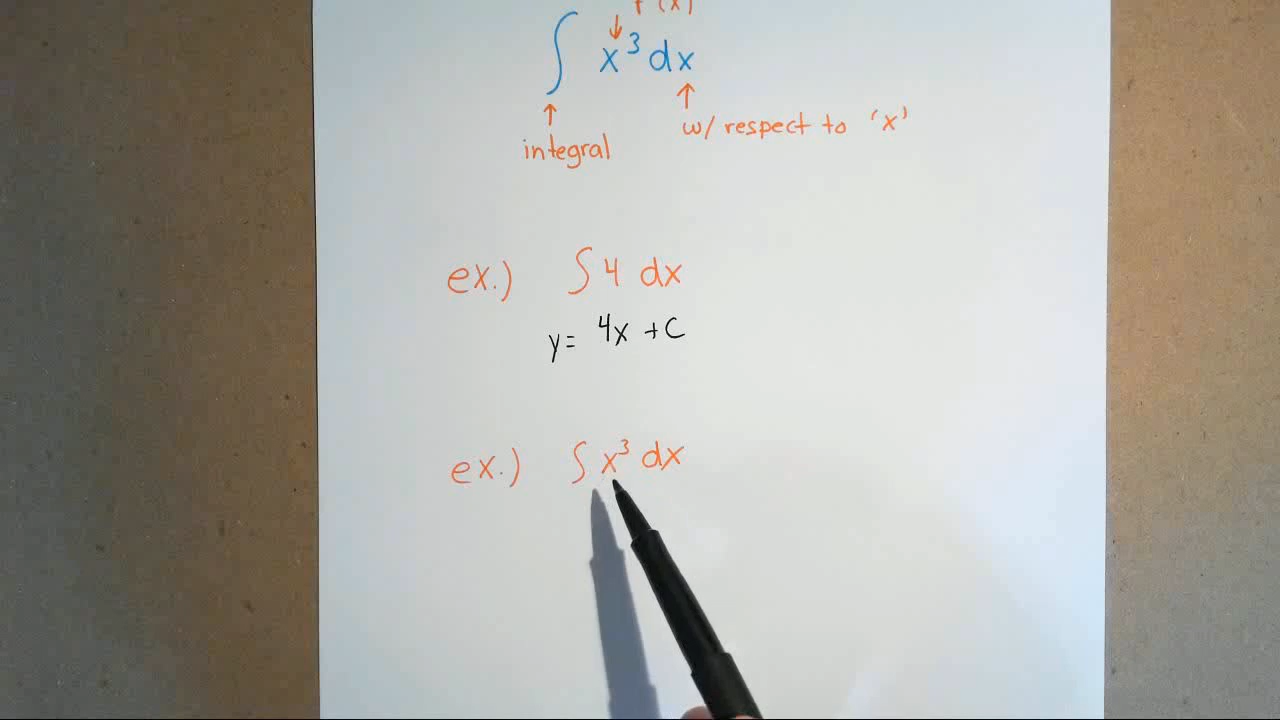 f(x)
↓
∫ x³ dx
↑ ↑
integral w/ respect to 'x'
ex.) ∫ 4 dx
y = 4x + C
ex.) ∫ x³ dx